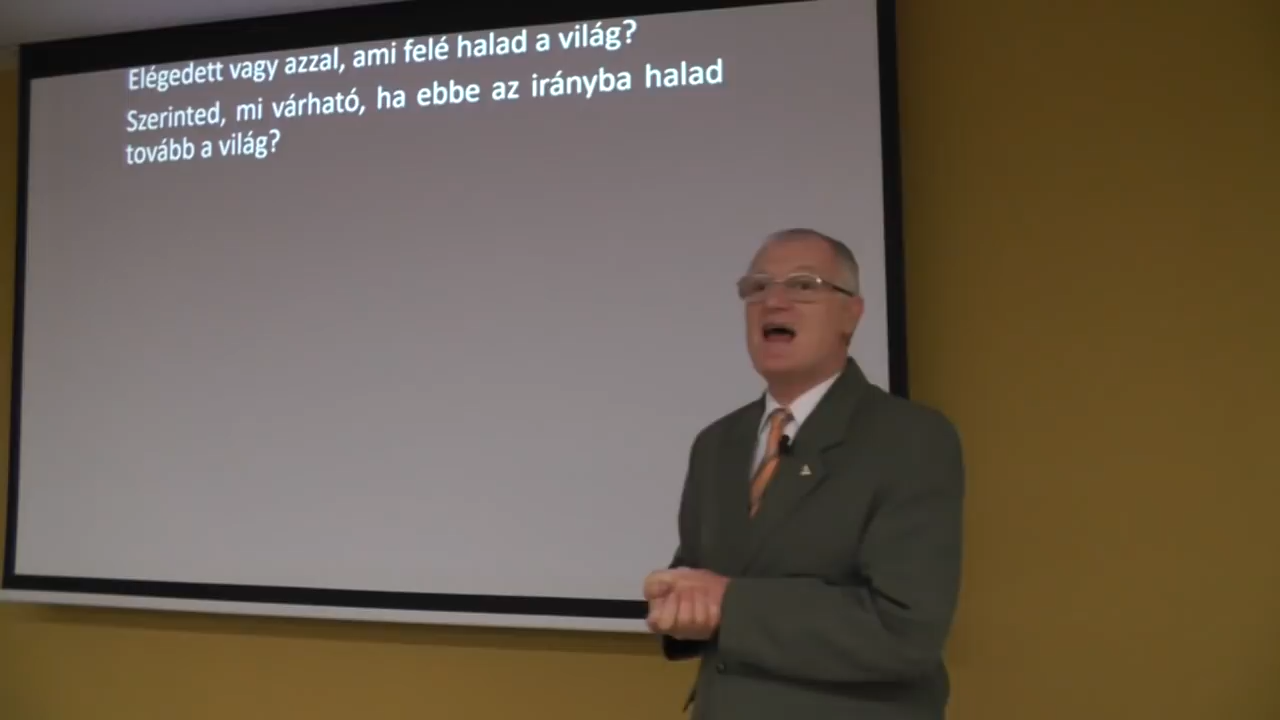 Elégedett vagy azzal, ami felé halad a világ?
Szerinted, mi várható, ha ebbe az irányba halad
tovább a világ?